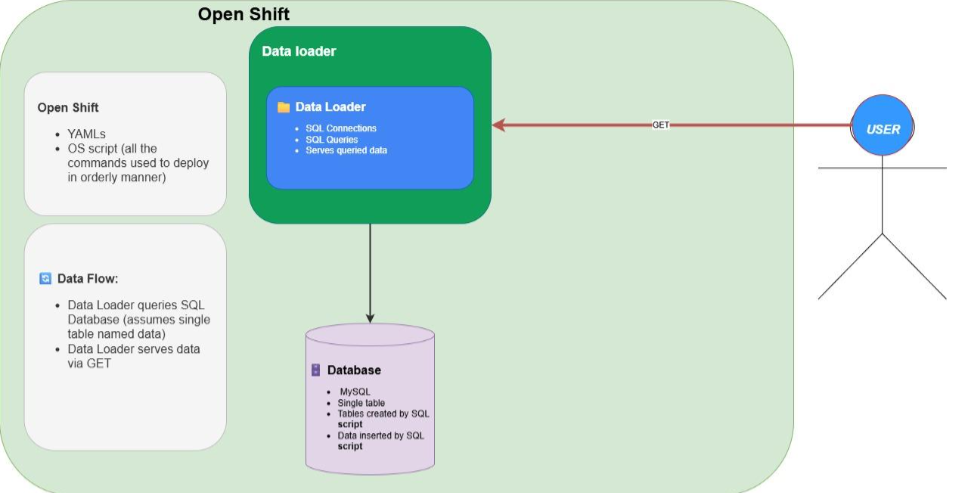 Open Shift
Data loader
Data Loader
SQL Connections
SQL Queries
Serves queried data
Open Shift
YAMLs
OS script (all the
commands used to deploy
in orderly manner)
GET
USER
Data Flow:
Data Loader queries SQL
Database (assumes single
table named data)
Data Loader serves data
via GET
Database
MySQL
Single table
Tables created by SQL
script
Data inserted by SQL
script